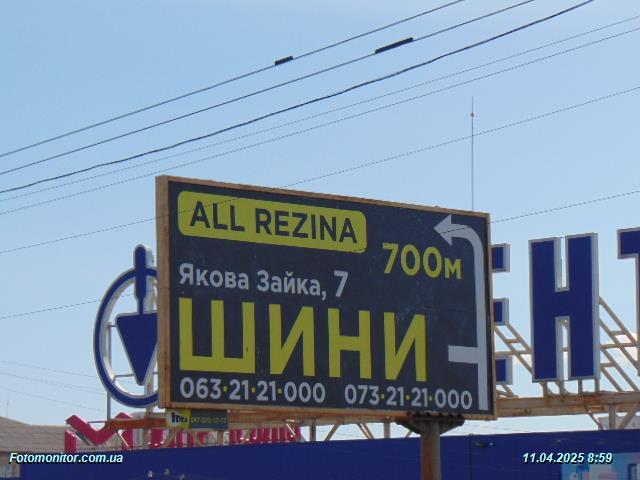 ALL REZINA
700м
Якова Зайка, 7
ШИНИ
063·21·21·000 073·21·21·000
ЕНТ
Fotomonitor.com.ua
11.04.2025 8:59